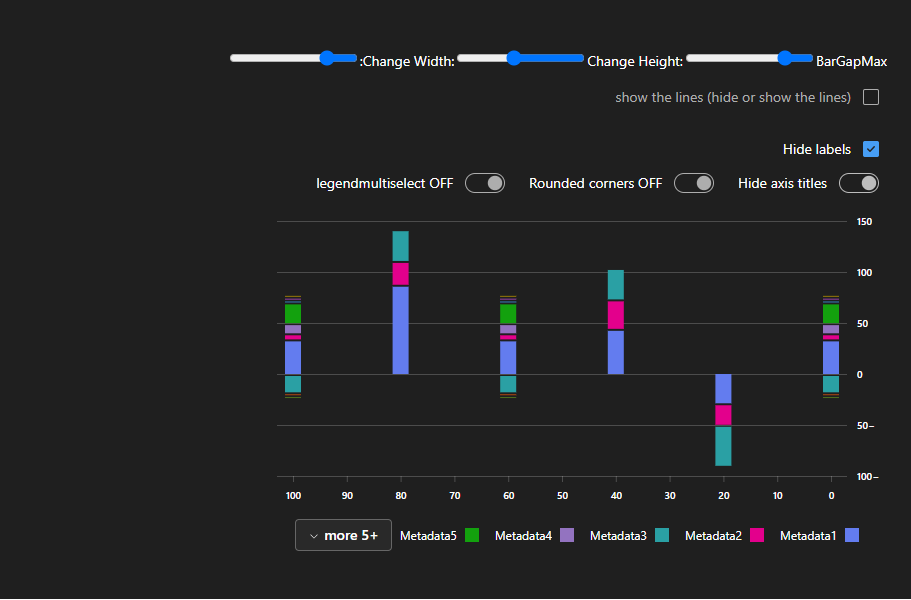 :Change Width: Change Height: BarGapMax
show the lines (hide or show the lines)
Hide labels
legendmultiselect OFF Rounded corners OFF Hide axis titles
150
100
50
0
50–
100–
100 90 80 70 60 50 40 30 20 10 0
more 5+ Metadata5 Metadata4 Metadata3 Metadata2 Metadata1